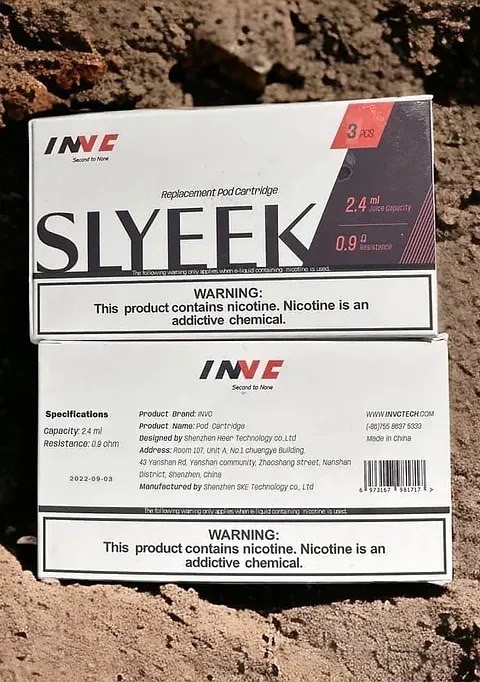 INVC
Second to None
3 PCS
Replacement Pod Cartridge
2.4 ml
Juice Capacity
SLYEEK
0.9 Ω
Resistance
The following warning only applies when e-liquid containing nicotine is used.
WARNING:
This product contains nicotine. Nicotine is an
addictive chemical.
INVC
Second to None
Specifications
Capacity: 2.4 ml
Resistance: 0.9 ohm
2022-09-03
Product Brand: INVC
Product Name: Pod Cartridge
Designed by Shenzhen Hear Technology co.,Ltd
Address: Room 107, Unit A, No.1 chuangye Building,
43 Yanshan Rd, Yanshan community, Zhaoshang street, Nanshan
District, Shenzhen, China
Manufactured by Shenzhen SKE Technology co., Ltd
WWW.INVCTECH.COM
(+86)755 8637 5333
Made in China
6 973167 981717 >
The following warning only applies when e-liquid containing nicotine is used.
WARNING:
This product contains nicotine. Nicotine is an
addictive chemical.